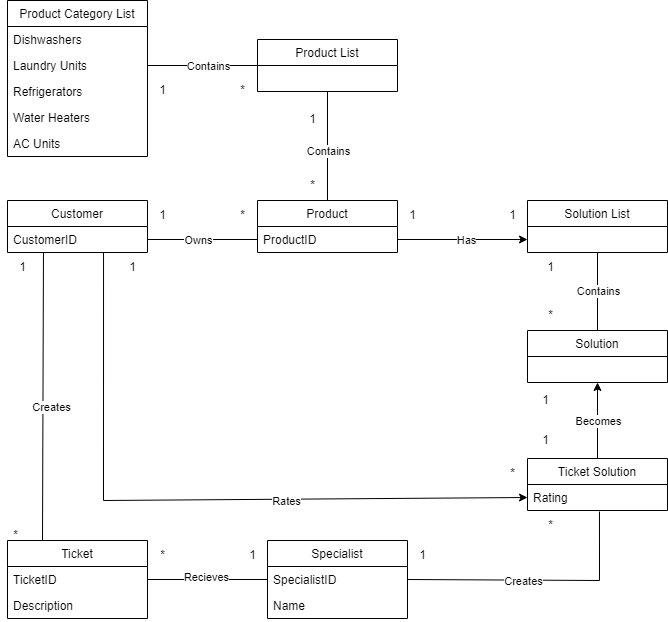 Product Category List
Dishwashers
Laundry Units
Refrigerators
Water Heaters
AC Units
Contains
1
*
Product List
1
Contains
*
Customer
CustomerID
1
*
Owns
Product
ProductID
1
1
Has
Solution List
1
Contains
*
Solution
1
Becomes
1
Ticket Solution
Rating
*
1
1
Creates
Rates
*
*
Ticket
TicketID
Description
*
1
Recieves
Specialist
SpecialistID
Name
1
Creates